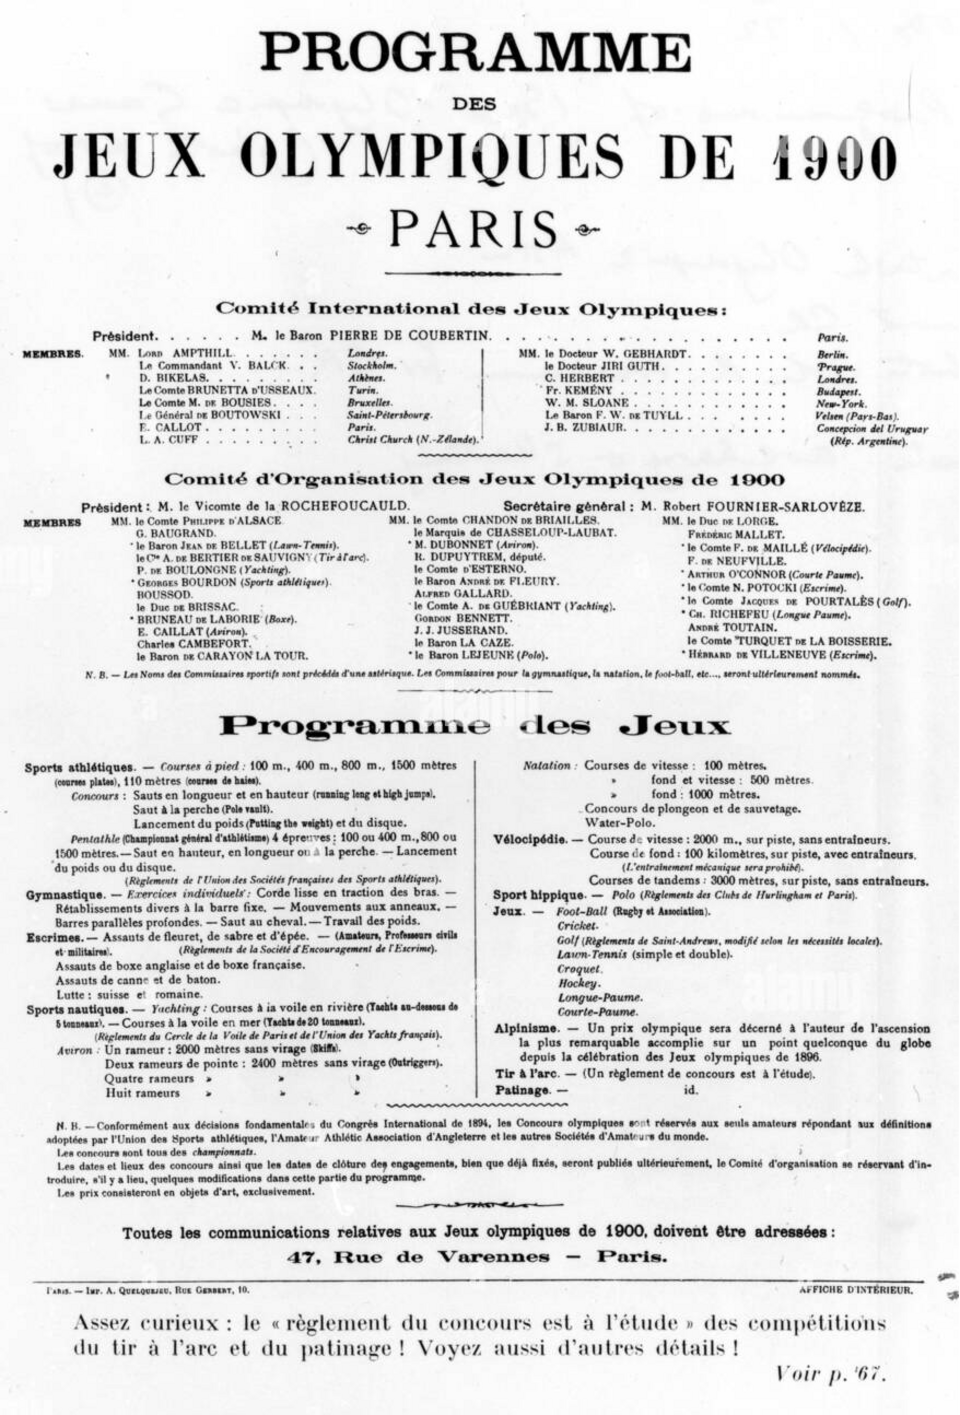 PROGRAMME
DES
JEUX OLYMPIQUES DE 1900
PARIS
Comité International des Jeux Olympiques:
Président. . . . . . M. le Baron PIERRE DE COUBERTIN. . . . . . . . . . . . Paris.
MEMBRES. MM. LORD AMPTHILL. . . . . . Londres.
Le Commandant V. BALCK. . . Stockholm.
D. BIKELAS. . . . . . . . . Athènes.
Le Comte BRUNETTA D'USSEAUX. Turin.
Le Comte M. DE BOUSIES. . . . Bruxelles.
Le Général DE BOUTOWSKI . . . Saint-Pétersbourg.
E. CALLOT. . . . . . . . Paris.
L. A. CUFF . . . . . . . . Christ Church (N.-Zélande).
MM. le Docteur W. GEBHARDT. . . . . . . Berlin.
le Docteur JIRI GUTH. . . . . . . . . Prague.
C. HERBERT . . . . . . . . . . . Londres.
Fr. KEMÉNY . . . . . . . . . . . Budapest.
W. M. SLOANE . . . . . . . . . . New-York.
Le Baron F. W. DE TUYLL . . . . . . . Velsen (Pays-Bas).
J. B. ZUBIAUR. . . . . . . . . . . Concepcion del Uruguay
(Rép. Argentine).
Comité d'Organisation des Jeux Olympiques de 1900
Président: M. le Vicomte de la ROCHEFOUCAULD. Secrétaire général : M. Robert FOURNIER-SARLOVÈZE.
MEMBRES MM. le Comte PHILIPPE D'ALSACE
G. BAUGRAND.
* le Baron JEAN DE BELLET (Lawn-Tennis).
le Cte A. DE BERTIER DE SAUVIGNY (Tir à l'arc).
P. DE BOULONGNE (Yachting).
* GEORGES BOURDON (Sports athlétiques).
BOUSSOD.
le Duc DE BRISSAC.
* BRUNEAU DE LABORIE (Boxe).
E. CAILLAT (Aviron).
Charles CAMBEFORT.
le Baron DE CARAYON LA TOUR.
MM. le Comte CHANDON DE BRIAILLES.
le Marquis DE CHASSELOUP-LAUBAT.
* M. DUBONNET (Aviron).
R. DUPUYTREM, député.
le Comte D'ESTERNO.
le Baron ANDRÉ DE FLEURY.
ALFRED GALLARD.
* le Comte A. DE GUÉBRIANT (Yachting).
GORDON BENNETT.
J. J. JUSSERAND.
le Baron LA CAZE.
* le Baron LEJEUNE (Polo).
MM. le Duc DE LORGE.
FRÉDÉRIC MALLET.
* le Comte F. DE MAILLÉ (Vélocipédie).
F. DE NEUFVILLE.
* ARTHUR O'CONNOR (Courte Paume).
* le Comte N. POTOCKI (Escrime).
* le Comte JACQUES DE POURTALÈS (Golf).
* CH. RICHEFEU (Longue Paume).
ANDRÉ TOUTAIN.
le Comte TURQUET DE LA BOISSERIE.
* HÉBRARD DE VILLENEUVE (Escrime).
N. B. — Les Noms des Commissaires sportifs sont précédés d'une astérisque. Les Commissaires pour la gymnastique, la natation, le foot-ball, etc..., seront ultérieurement nommés.
Programme des Jeux
Sports athlétiques. — Courses à pied : 100 m., 400 m., 800 m., 1500 mètres
(courses plates), 110 mètres (courses de haies).
Concours : Sauts en longueur et en hauteur (running long et high jumps).
Saut à la perche (Pole vault).
Lancement du poids (Putting the weight) et du disque.
Pentathle (Championnat général d'athlétisme) 4 épreuves : 100 ou 400 m., 800 ou
1500 mètres. — Saut en hauteur, en longueur ou à la perche. — Lancement
du poids ou du disque.
(Règlements de l'Union des Sociétés françaises des Sports athlétiques).
Gymnastique. — Exercices individuels : Corde lisse en traction des bras. —
Rétablissements divers à la barre fixe. — Mouvements aux anneaux. —
Barres parallèles profondes. — Saut au cheval. — Travail des poids.
Escrimes. — Assauts de fleuret, de sabre et d'épée. — (Amateurs, Professeurs civils
et militaires). (Règlements de la Société d'Encouragement de l'Escrime).
Assauts de boxe anglaise et de boxe française.
Assauts de canne et de baton.
Lutte : suisse et romaine.
Sports nautiques. — Yachting : Courses à la voile en rivière (Yachts au-dessous de
5 tonneaux). — Courses à la voile en mer (Yachts de 20 tonneaux).
(Règlements du Cercle de la Voile de Paris et de l'Union des Yachts français).
Aviron : Un rameur : 2000 mètres sans virage (Skiffs).
Deux rameurs de pointe : 2400 mètres sans virage (Outriggers).
Quatre rameurs » » »
Huit rameurs » » »
Natation : Courses de vitesse : 100 mètres.
» fond et vitesse : 500 mètres.
» fond : 1000 mètres.
Concours de plongeon et de sauvetage.
Water-Polo.
Vélocipédie. — Course de vitesse : 2000 m., sur piste, sans entraîneurs.
Course de fond : 100 kilomètres, sur piste, avec entraîneurs.
(L'entraînement mécanique sera prohibé).
Courses de tandems : 3000 mètres, sur piste, sans entraîneurs.
Sport hippique. — Polo (Règlements des Clubs de Hurlingham et Paris).
Jeux. — Foot-Ball (Rugby et Association).
Cricket.
Golf (Règlements de Saint-Andrews, modifié selon les nécessités locales).
Lawn-Tennis (simple et double).
Croquet.
Hockey.
Longue-Paume.
Courte-Paume.
Alpinisme. — Un prix olympique sera décerné à l'auteur de l'ascension
la plus remarquable accomplie sur un point quelconque du globe
depuis la célébration des Jeux olympiques de 1896.
Tir à l'arc. — (Un règlement de concours est à l'étude).
Patinage. — id.
N. B. — Conformément aux décisions fondamentales du Congrès International de 1894, les Concours olympiques sont réservés aux seuls amateurs répondant aux définitions
adoptées par l'Union des Sports athlétiques, l'Amateur Athlétic Association d'Angleterre et les autres Sociétés d'Amateurs du monde.
Les concours sont tous des championnats.
Les dates et lieux des concours ainsi que les dates de clôture des engagements, bien que déjà fixés, seront publiés ultérieurement, le Comité d'organisation se réservant d'in-
troduire, s'il y a lieu, quelques modifications dans cette partie du programme.
Les prix consisteront en objets d'art, exclusivement.
Toutes les communications relatives aux Jeux olympiques de 1900, doivent être adressées :
47, Rue de Varennes — Paris.
PARIS. — IMP. A. QUELQUEJEU, RUE GERBERT, 10. AFFICHE D'INTÉRIEUR.
Assez curieux : le « règlement du concours est à l'étude » des compétitions
du tir à l'arc et du patinage ! Voyez aussi d'autres détails !
Voir p. 67.